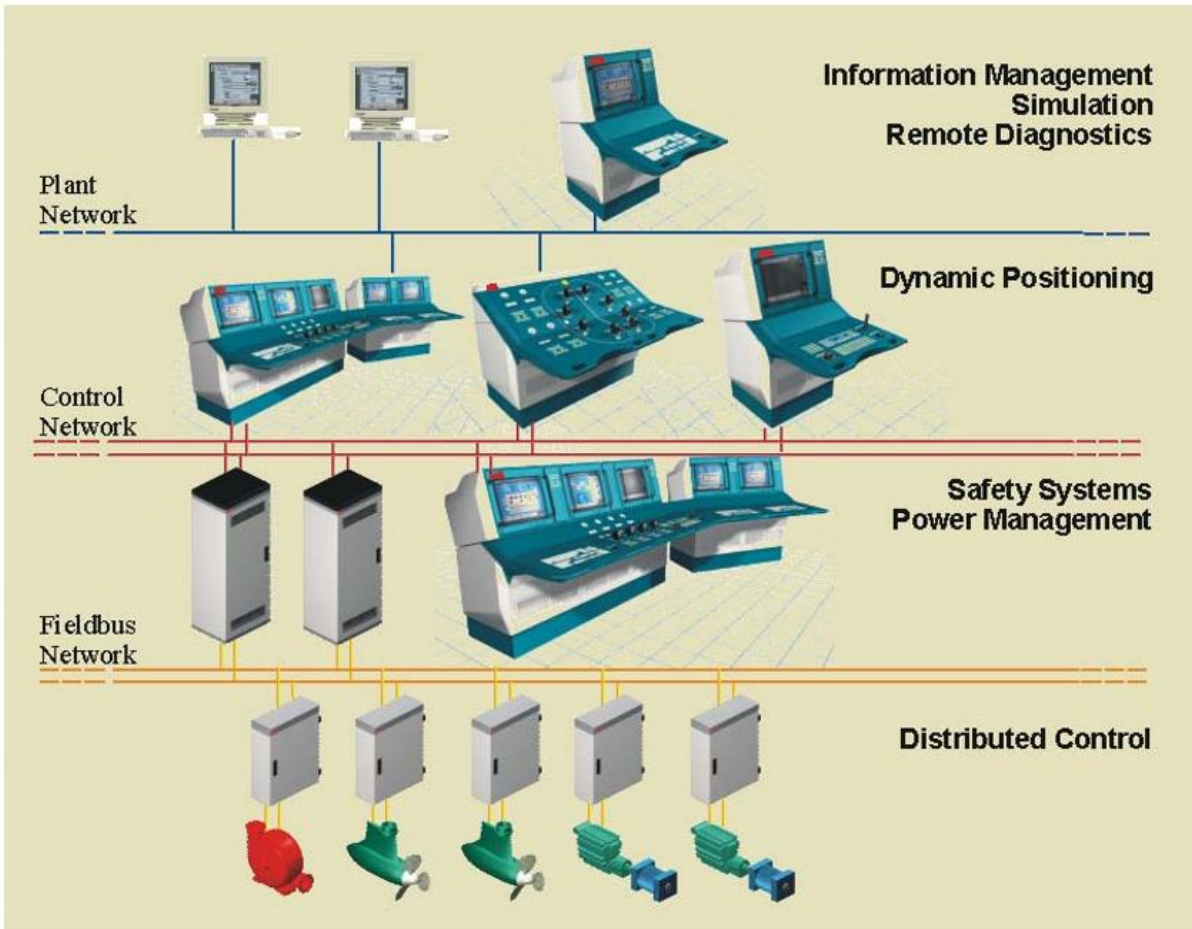 Information Management
Simulation
Remote Diagnostics
Plant
Network
Dynamic Positioning
Control
Network
Safety Systems
Power Management
Fieldbus
Network
Distributed Control